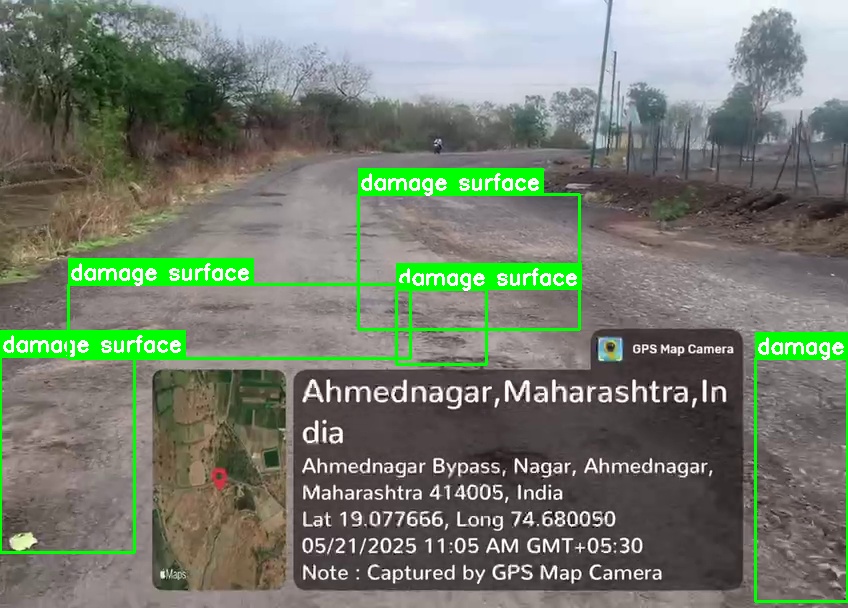 damage surface
damage surface
damage surface
damage surface
damage
GPS Map Camera
Ahmednagar,Maharashtra,In
dia
Ahmednagar Bypass, Nagar, Ahmednagar,
Maharashtra 414005, India
Lat 19.077666, Long 74.680050
05/21/2025 11:05 AM GMT+05:30
Note : Captured by GPS Map Camera
Maps